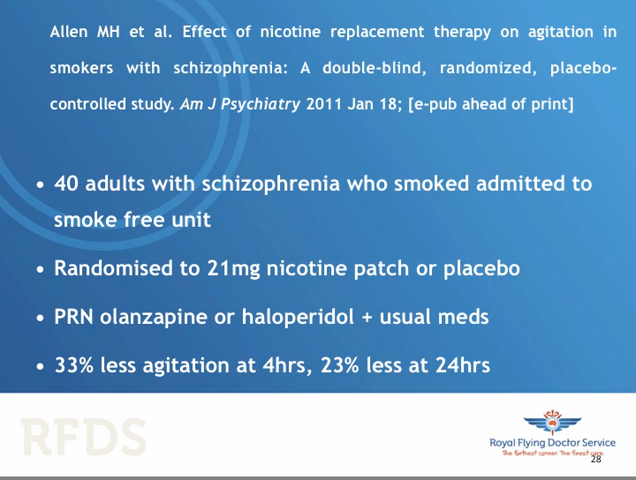 Allen MH et al. Effect of nicotine replacement therapy on agitation in
smokers with schizophrenia: A double-blind, randomized, placebo-
controlled study. Am J Psychiatry 2011 Jan 18; [e-pub ahead of print]
• 40 adults with schizophrenia who smoked admitted to
smoke free unit
• Randomised to 21mg nicotine patch or placebo
• PRN olanzapine or haloperidol + usual meds
• 33% less agitation at 4hrs, 23% less at 24hrs
RFDS
Royal Flying Doctor Service
The furthest corner. The finest care.
28